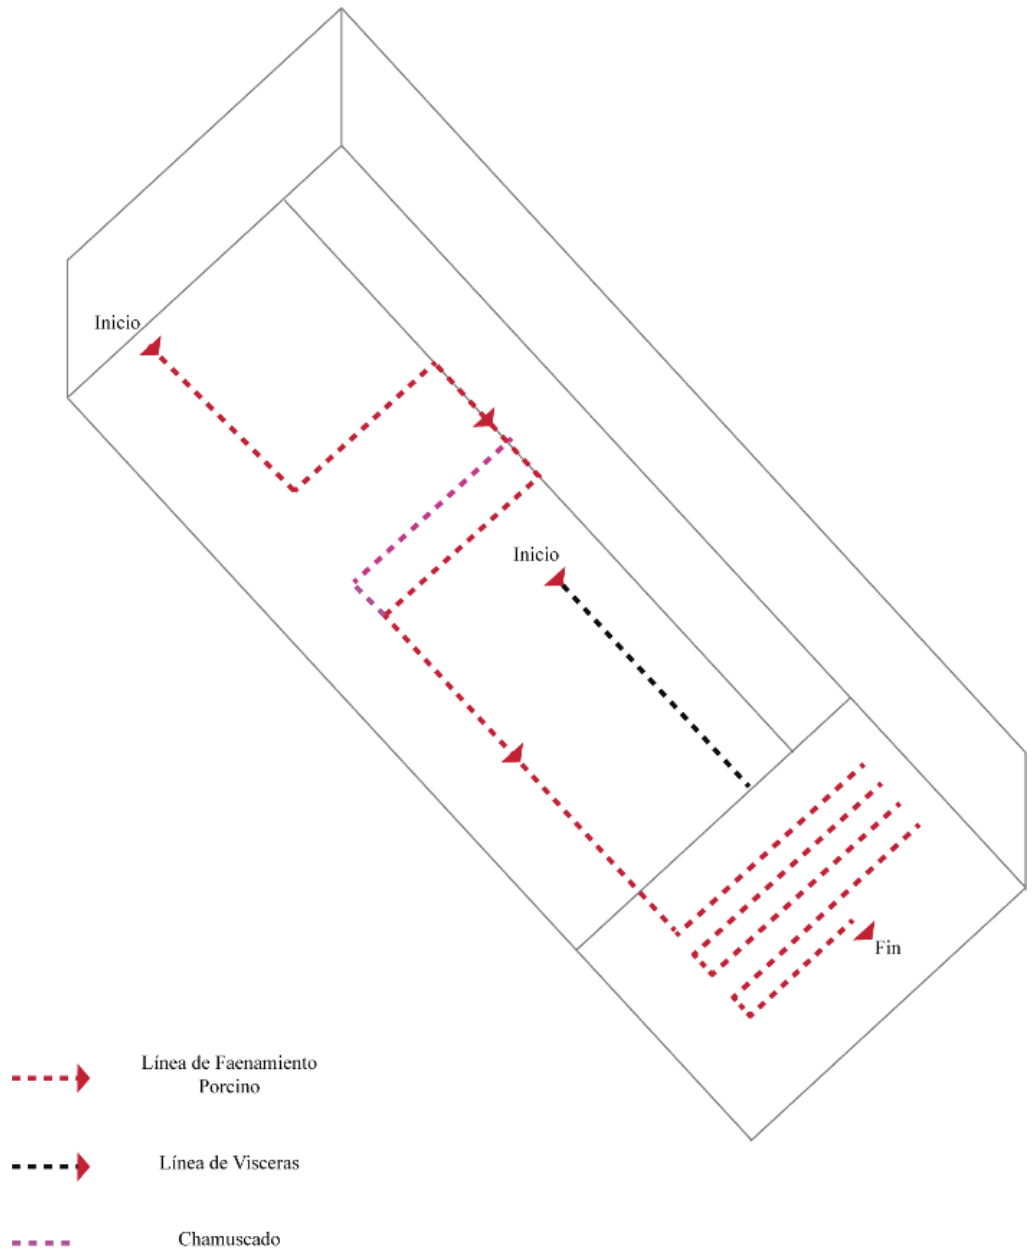 Inicio
Inicio
Fin
Línea de Faenamiento
Porcino
Línea de Visceras
Chamuscado